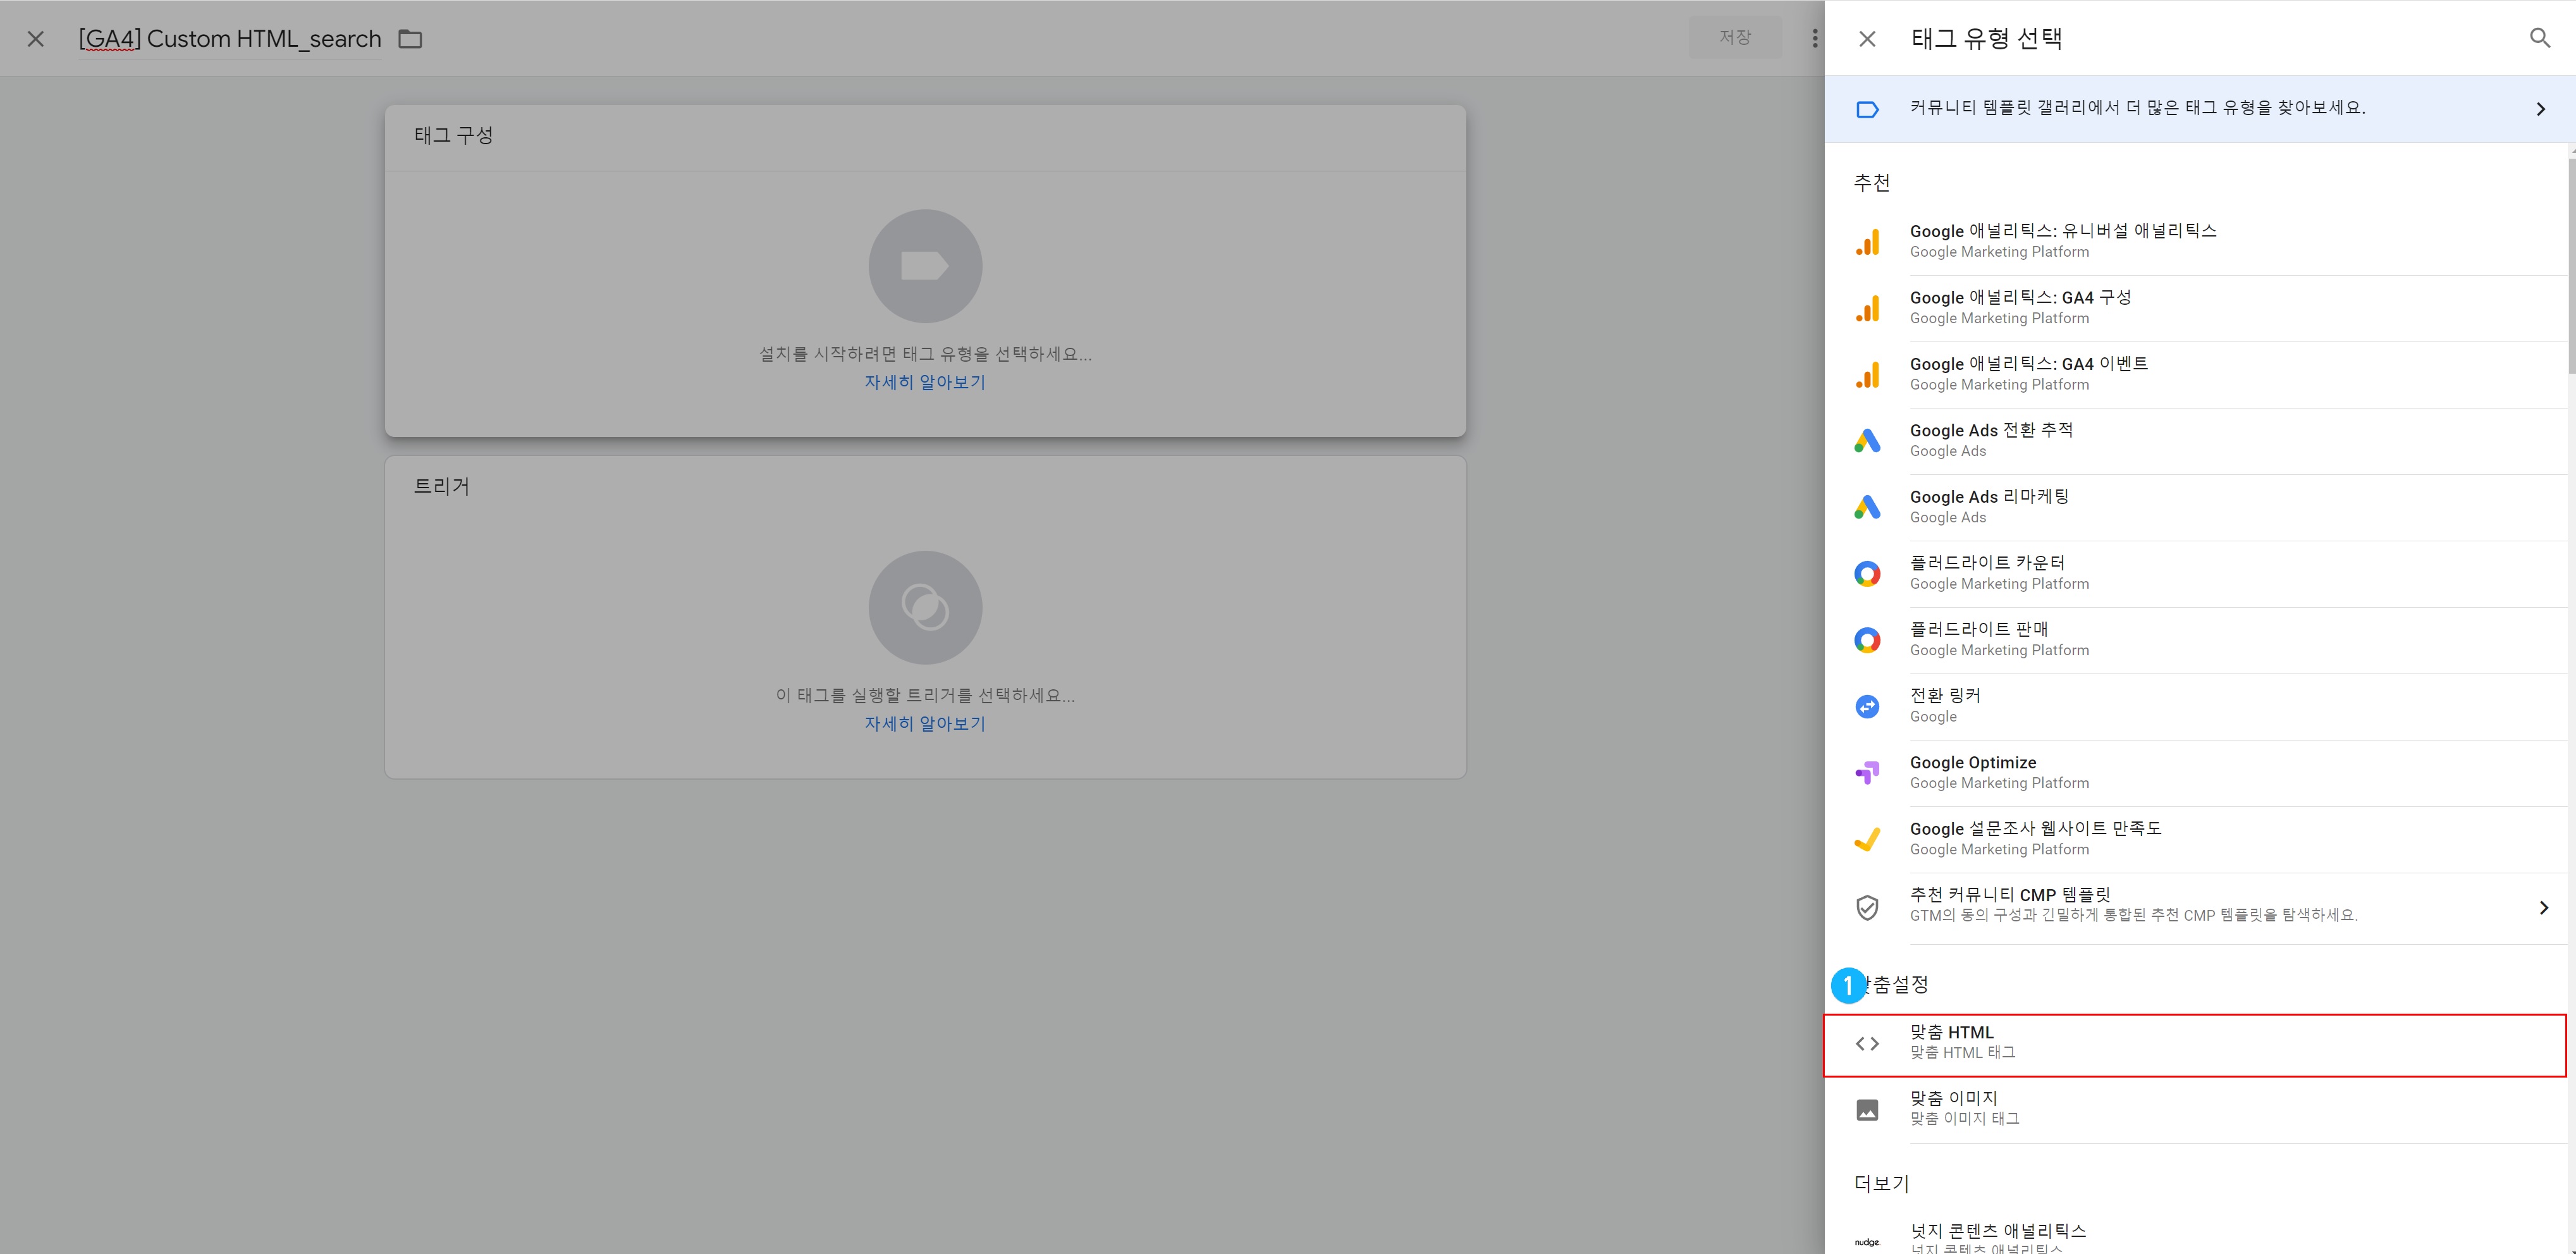 [GA4] Custom HTML_search
저장
태그 구성
설치를 시작하려면 태그 유형을 선택하세요...
자세히 알아보기
트리거
이 태그를 실행할 트리거를 선택하세요...
자세히 알아보기
태그 유형 선택
커뮤니티 템플릿 갤러리에서 더 많은 태그 유형을 찾아보세요.
추천
Google 애널리틱스: 유니버설 애널리틱스
Google Marketing Platform
Google 애널리틱스: GA4 구성
Google Marketing Platform
Google 애널리틱스: GA4 이벤트
Google Marketing Platform
Google Ads 전환 추적
Google Ads
Google Ads 리마케팅
Google Ads
플러드라이트 카운터
Google Marketing Platform
플러드라이트 판매
Google Marketing Platform
전환 링커
Google
Google Optimize
Google Marketing Platform
Google 설문조사 웹사이트 만족도
Google Marketing Platform
추천 커뮤니티 CMP 템플릿
GTM의 동의 구성과 긴밀하게 통합된 추천 CMP 템플릿을 탐색하세요.
1 맞춤설정
맞춤 HTML
맞춤 HTML 태그
맞춤 이미지
맞춤 이미지 태그
더보기
nudge.
넛지 콘텐츠 애널리틱스
넛지 콘텐츠 애널리틱스